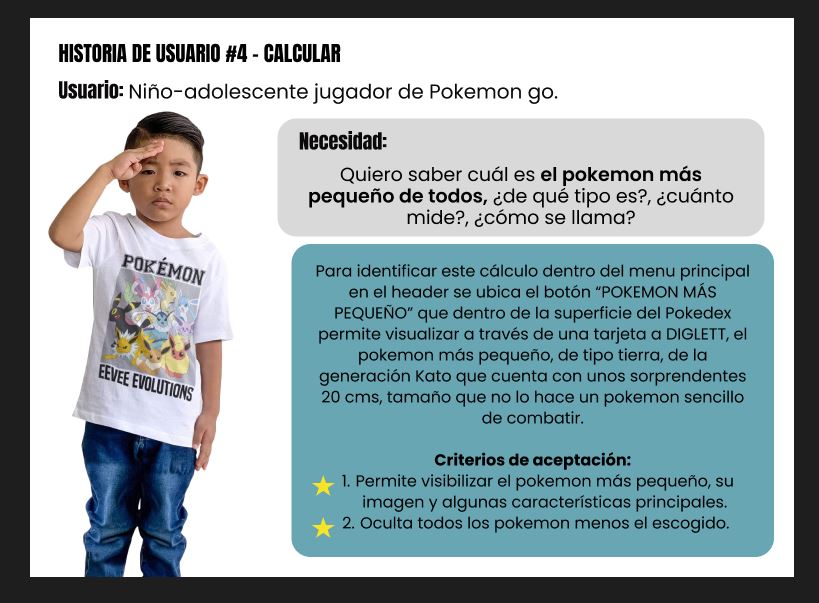 HISTORIA DE USUARIO #4 - CALCULAR
Usuario: Niño-adolescente jugador de Pokemon go.
Necesidad:
Quiero saber cuál es el pokemon más
pequeño de todos, ¿de qué tipo es?, ¿cuánto
mide?, ¿cómo se llama?
POKÉMON
EEVEE EVOLUTIONS
Para identificar este cálculo dentro del menu principal
en el header se ubica el botón “POKEMON MÁS
PEQUEÑO” que dentro de la superficie del Pokedex
permite visualizar a través de una tarjeta a DIGLETT, el
pokemon más pequeño, de tipo tierra, de la
generación Kato que cuenta con unos sorprendentes
20 cms, tamaño que no lo hace un pokemon sencillo
de combatir.
Criterios de aceptación:
1. Permite visibilizar el pokemon más pequeño, su
imagen y algunas características principales.
2. Oculta todos los pokemon menos el escogido.